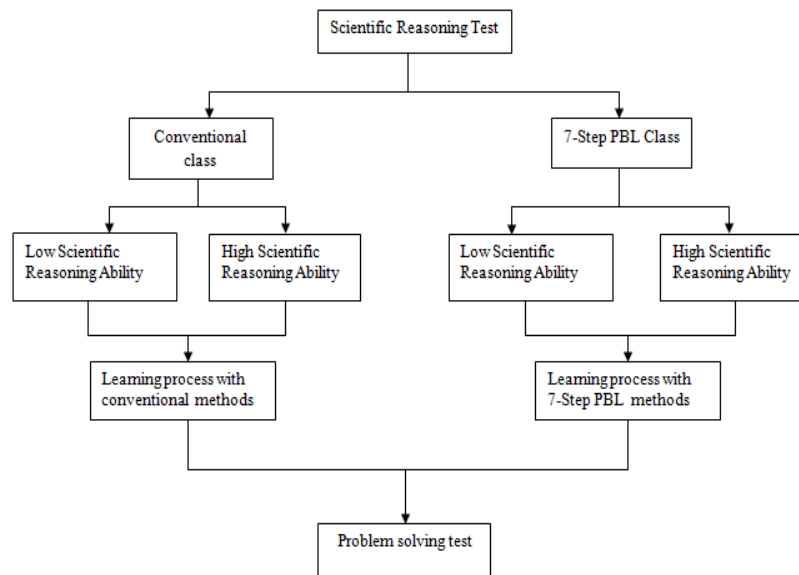 Scientific Reasoning Test
Conventional
class
7-Step PBL Class
Low Scientific
Reasoning Ability
High Scientific
Reasoning Ability
Low Scientific
Reasoning Ability
High Scientific
Reasoning Ability
Learning process with
conventional methods
Learning process with
7-Step PBL methods
Problem solving test